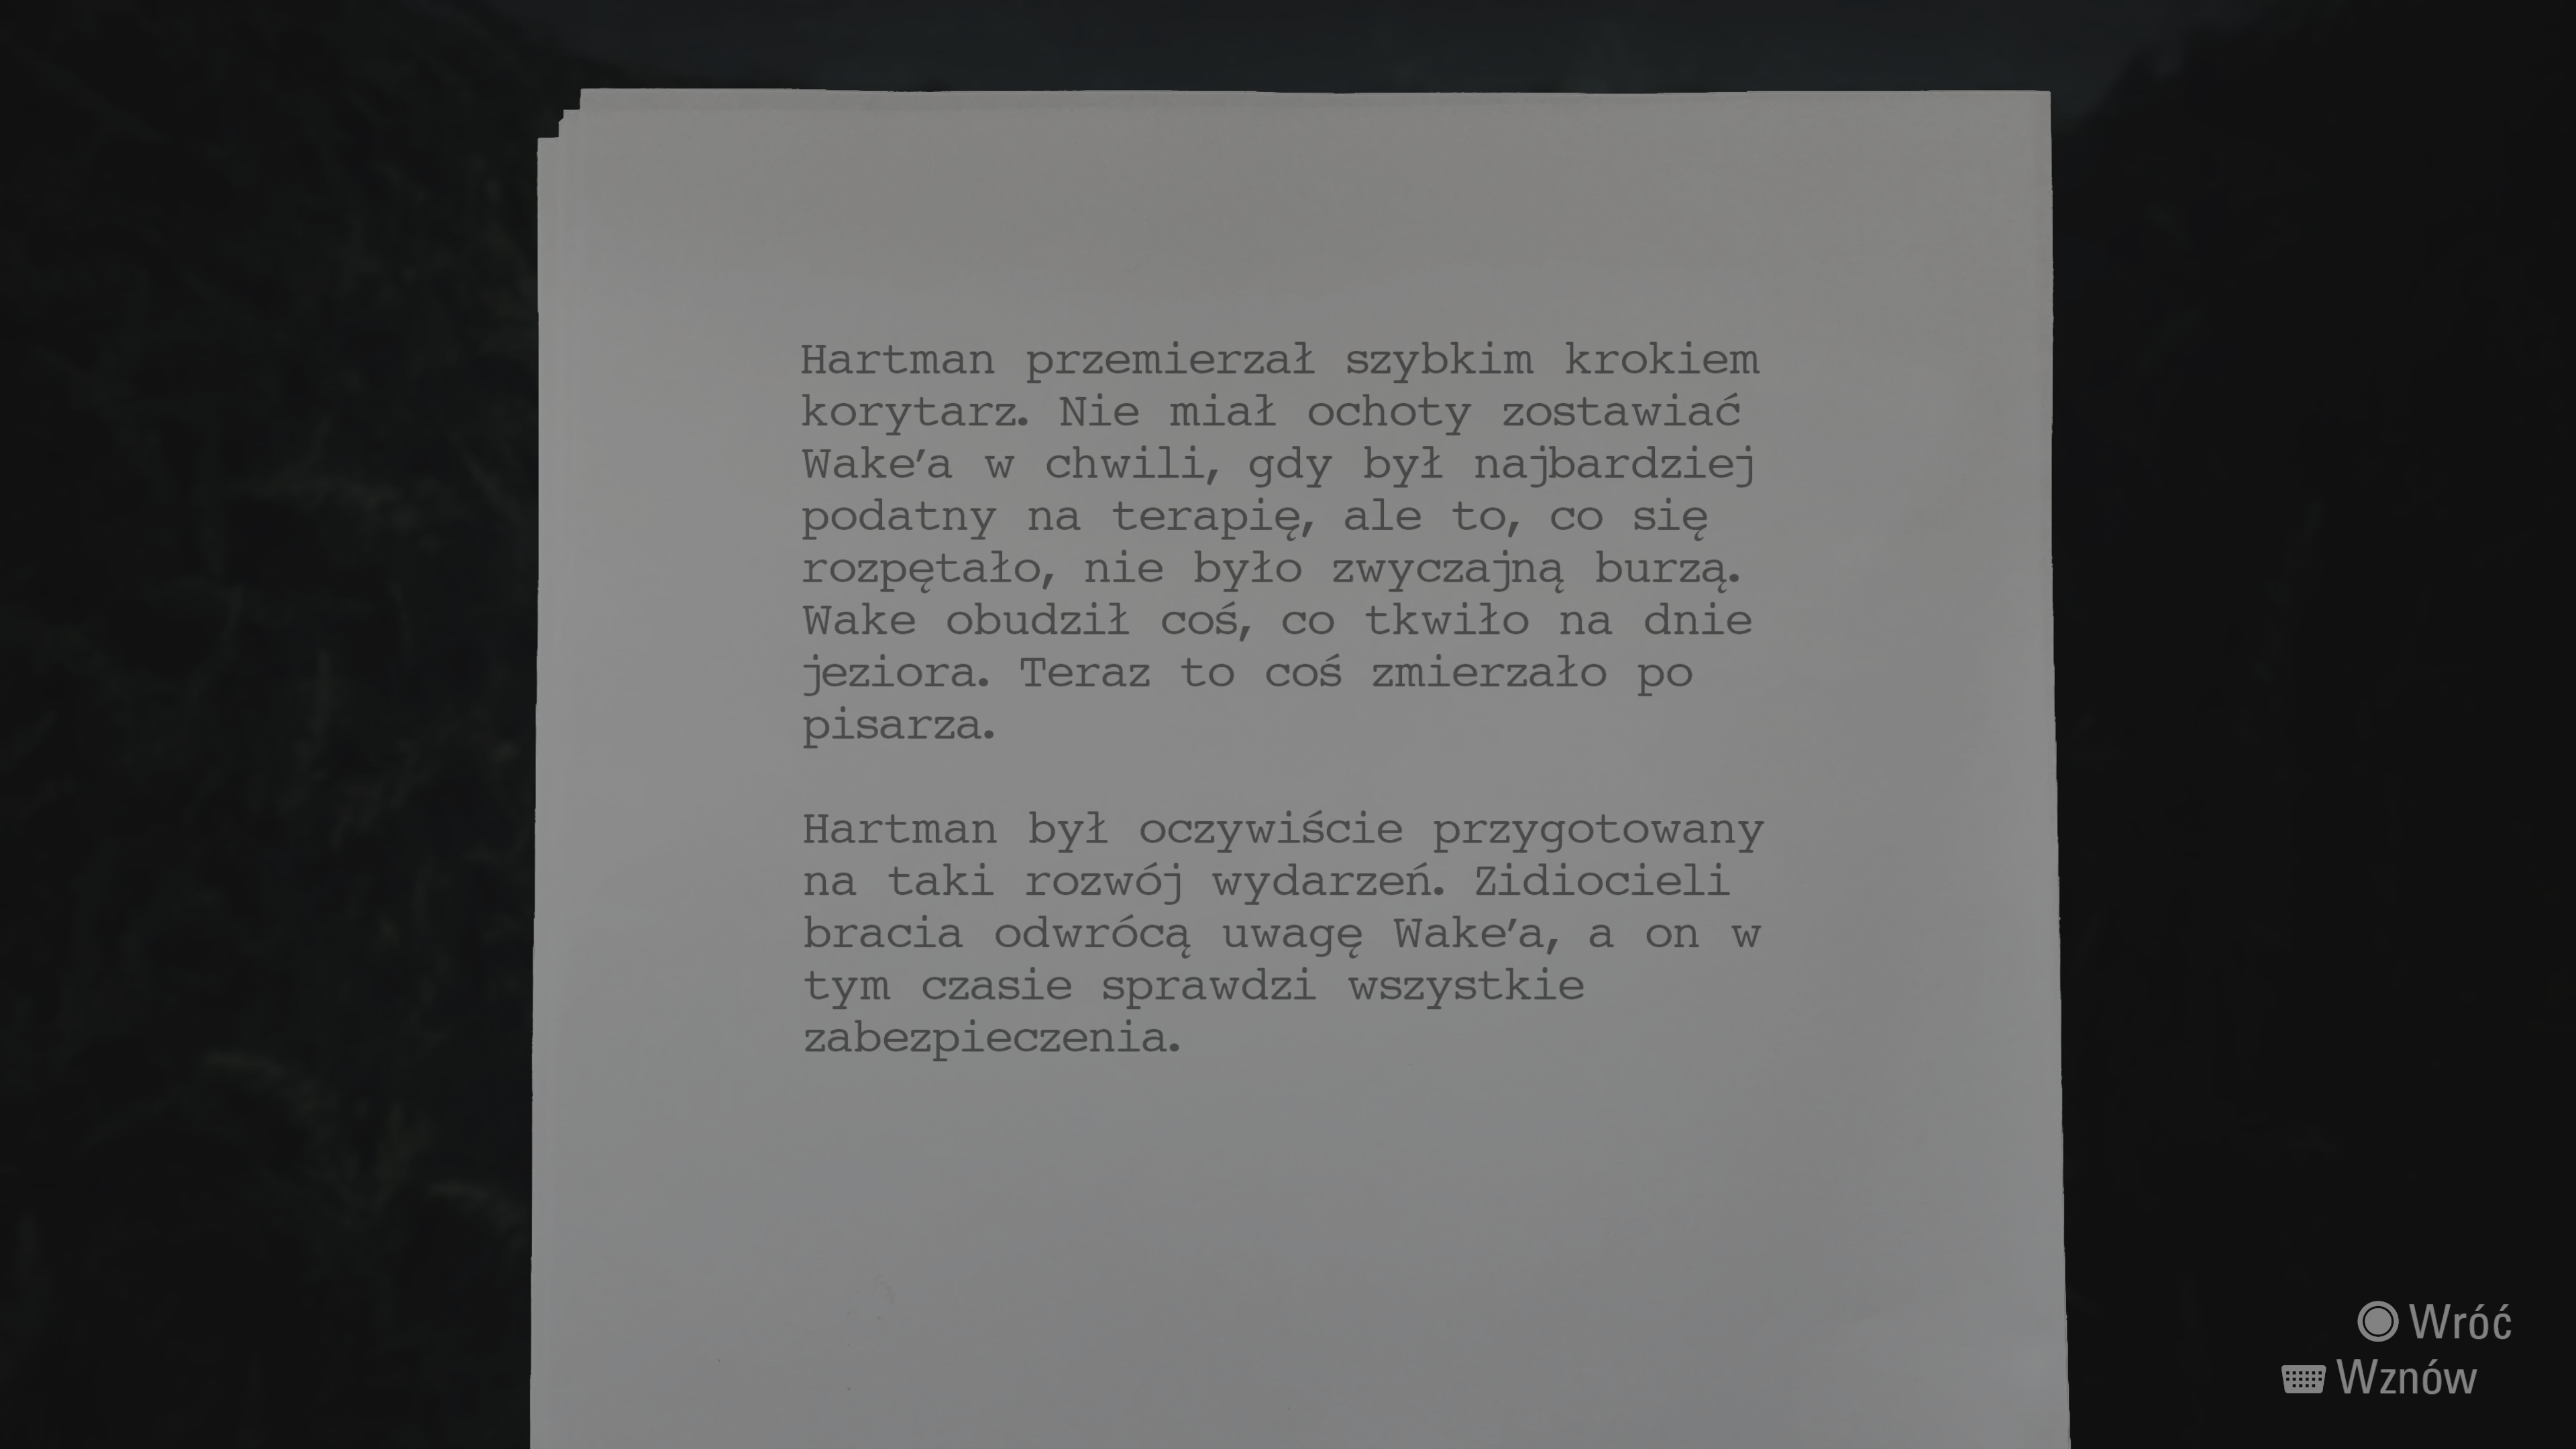 Hartman przemierzał szybkim krokiem
korytarz. Nie miał ochoty zostawiać
Wake’a w chwili, gdy był najbardziej
podatny na terapię, ale to, co się
rozpętało, nie było zwyczajną burzą.
Wake obudził coś, co tkwiło na dnie
jeziora. Teraz to coś zmierzało po
pisarza.

Hartman był oczywiście przygotowany
na taki rozwój wydarzeń. Zidiocieli
bracia odwrócą uwagę Wake’a, a on w
tym czasie sprawdzi wszystkie
zabezpieczenia.
Wróć
Wznów